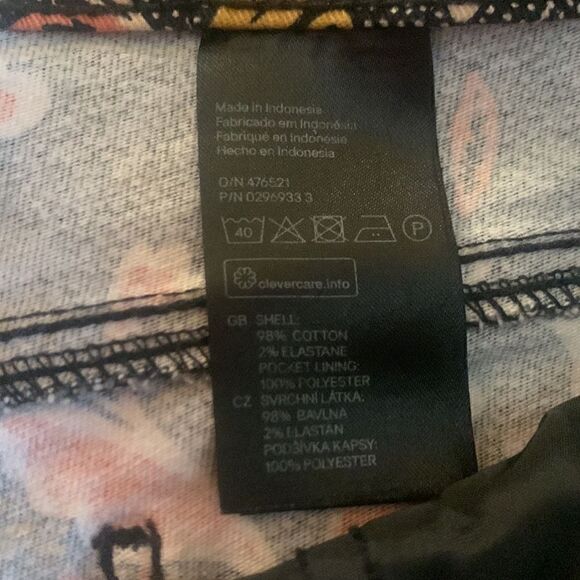 Made in Indonesia
Fabricado em Indonésia
Fabriqué en Indonésie
Hecho en Indonesia
O/N 476521
P/N 0296933 3
40 P
clevercare.info
GB SHELL:
98% COTTON
2% ELASTANE
POCKET LINING:
100% POLYESTER
CZ SVRCHNÍ LÁTKA:
98% BAVLNA
2% ELASTAN
PODŠÍVKA KAPSY:
100% POLYESTER